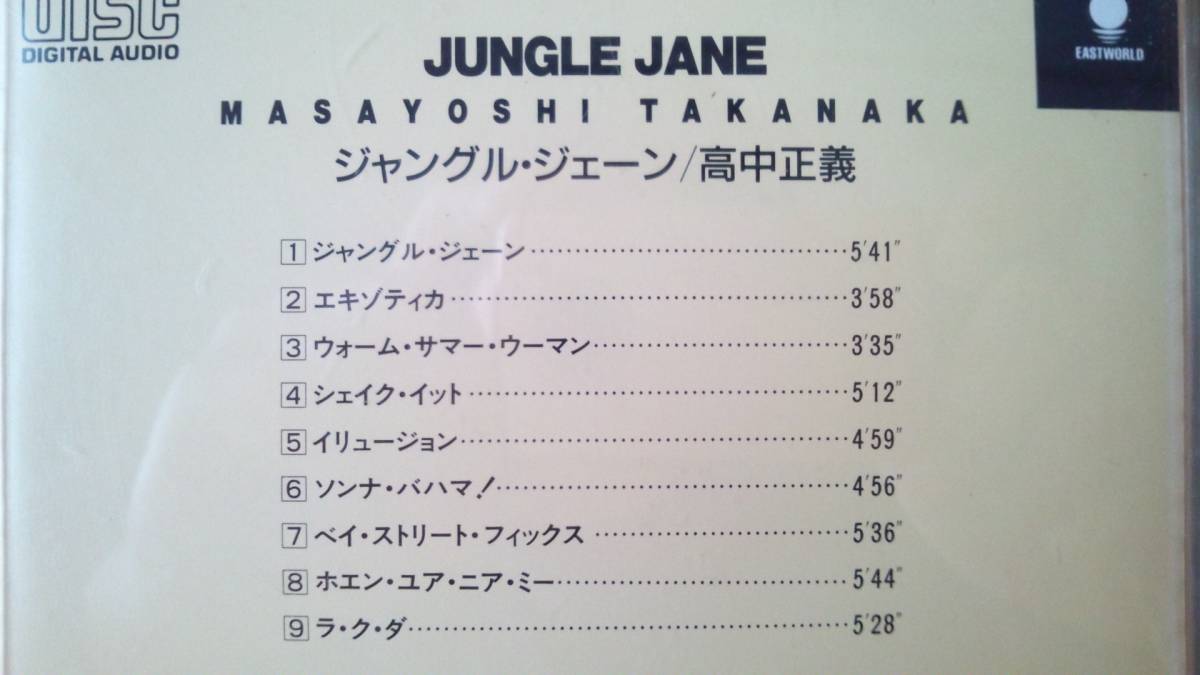 DISC
DIGITAL AUDIO
EASTWORLD
JUNGLE JANE
MASAYOSHI TAKANAKA
ジャングル・ジェーン/高中正義
1 ジャングル・ジェーン 5'41"
2 エキゾティカ 3'58"
3 ウォーム・サマー・ウーマン 3'35"
4 シェイク・イット 5'12"
5 イリュージョン 4'59"
6 ソンナ・バハマ! 4'56"
7 ベイ・ストリート・フィックス 5'36"
8 ホエン・ユア・ニア・ミー 5'44"
9 ラ・ク・ダ 5'28"